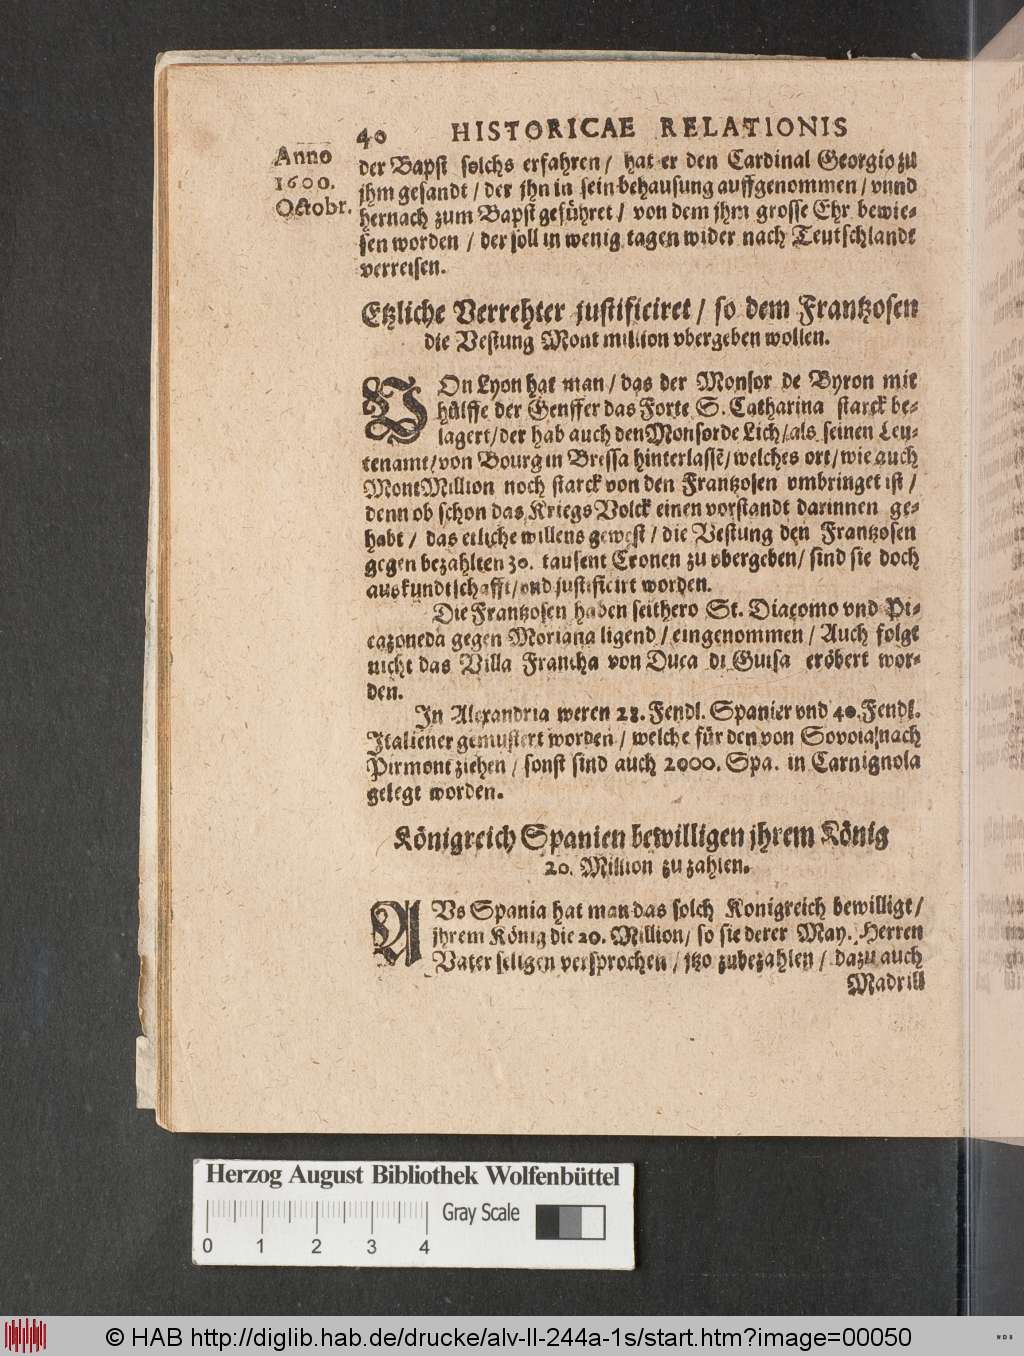 40 HISTORICAE RELATIONIS
Anno
1600.
Octobr.
der Bapst solchs erfahren / hat er den Cardinal Georgio zu
jhm gesandt / der jhn in sein behausung auffgenommen / vnnd
hernach zum Bapst geführet / von dem jhm grosse Ehr bewie-
sen worden / der soll in wenig tagen wider nach Teutschlandt
verreisen.
Etzliche Verrehter justificiret / so dem Frantzosen
die Vestung Mont million vbergeben wollen.
VOn Lyon hat man / das der Monsor de Byron mit
hülffe der Genffer das Forte S. Catharina starck be-
lagert / der hab auch den Monsor de Lich / als seinen Leu-
tenamt / von Bourg in Bressa hinterlassē / welches ort / wie auch
Mont Million noch starck von den Frantzosen vmbringet ist /
denn ob schon das Kriegs Volck einen vorstandt darinnen ge-
habt / das etliche willens gewest / die Vestung den Frantzosen
gegen bezahlten 30. tausent Cronen zu vbergeben / sind sie doch
auskundtschafft / vnd justificirt worden.
Die Frantzosen haben seithero St. Diacomo vnd Pi-
cazoneda gegen Moriana ligend / eingenommen / Auch folge
nicht das Villa Francha von Duca di Guisa eröbert wor-
den.
In Alexandria weren 28. Fendl. Spanier vnd 40. Fendl.
Italiener gemustert worden / welche für den von Sovoia nach
Pirmont ziehen / sonst sind auch 2000. Spa. in Carnignola
gelegt worden.
Königreich Spanien bewilligen jhrem König
20. Million zu zahlen.
AVs Spania hat man das solch Konigreich bewilligt /
jhrem König die 20. Million / so sie derer May. Herren
Vater seligen versprochen / jtzo zubezahlen / dazu auch
Madrill
Herzog August Bibliothek Wolfenbüttel
Gray Scale
0 1 2 3 4
© HAB http://diglib.hab.de/drucke/alv-ll-244a-1s/start.htm?image=00050